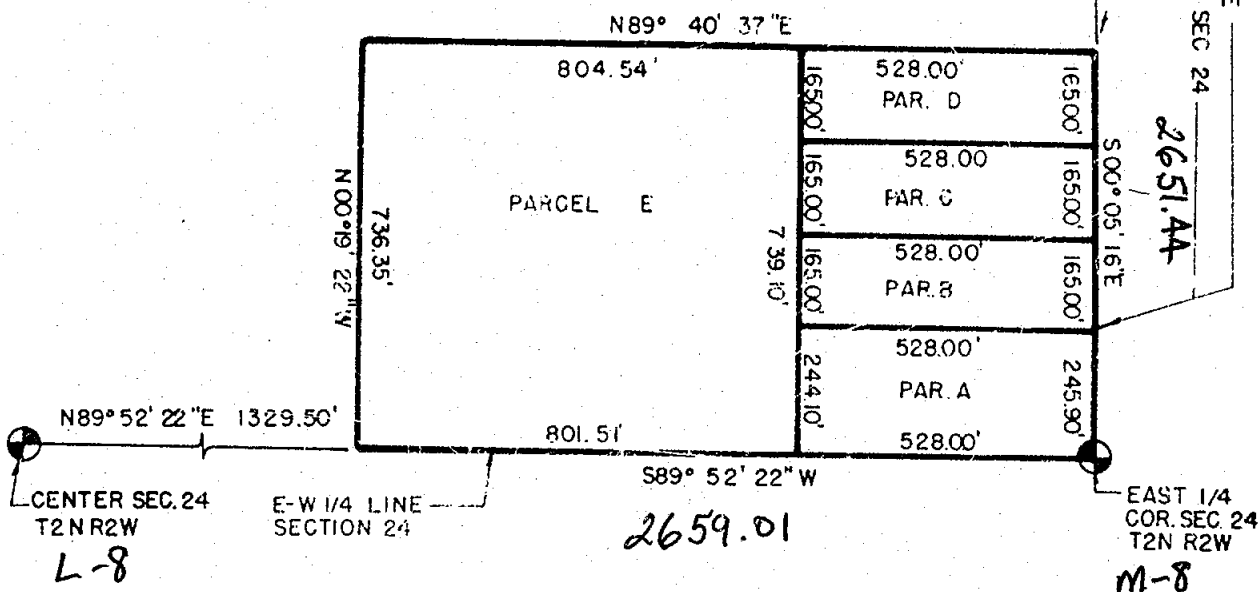 N89° 40' 37"E
E
SEC 24
2651.44
804.54'
528.00'
PAR. D
165.00'
165.00'
528.00
PAR. C
165.00'
165.00'
S 00° 05' 16"E
N 00° 19' 22"W
736.35'
PARCEL E
739.10'
528.00'
PAR. B
165.00'
165.00'
528.00'
PAR. A
244.10'
245.90'
N89° 52' 22"E 1329.50'
801.51'
528.00'
S89° 52' 22" W
CENTER SEC. 24
T2N R2W
L-8
E-W 1/4 LINE
SECTION 24
2659.01
EAST 1/4
COR. SEC. 24
T2N R2W
M-8